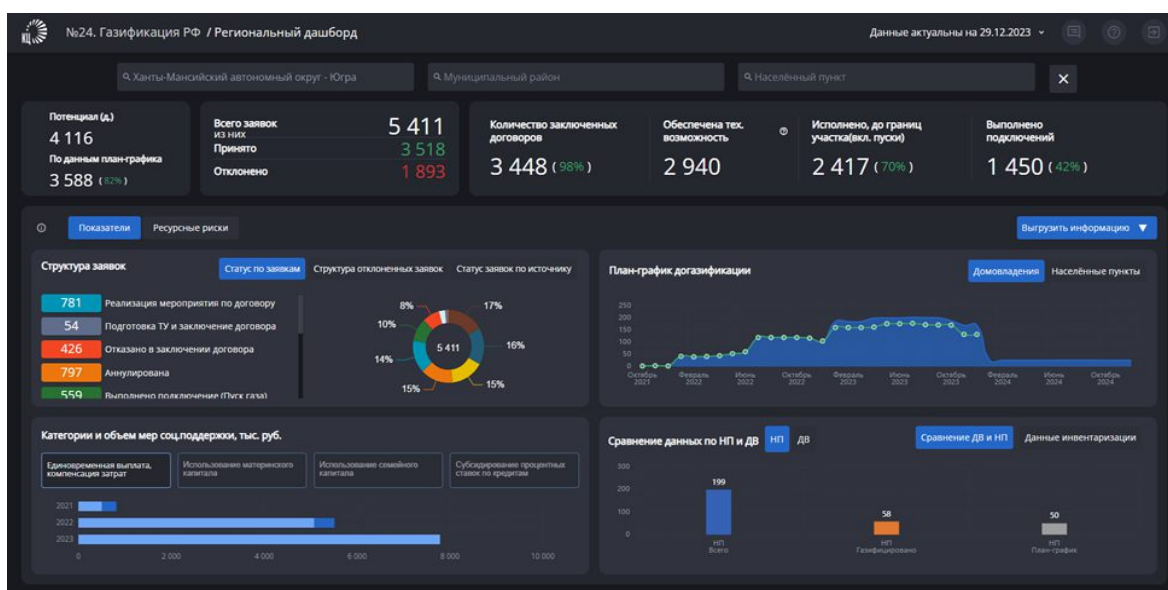 КЦ
№24. Газификация РФ / Региональный дашборд
Данные актуальны на 29.12.2023
Ханты-Мансийский автономный округ - Югра
Муниципальный район
Населённый пункт
Потенциал (д.)
4 116
По данным план-графика
3 588 ( 82% )
Всего заявок
5 411
из них
Принято
3 518
Отклонено
1 893
Количество заключенных
договоров
3 448 ( 98% )
Обеспечена тех.
возможность
2 940
Исполнено, до границ
участка(вкл. пуски)
2 417 ( 70% )
Выполнено
подключений
1 450 ( 42% )
Показатели
Ресурсные риски
Выгрузить информацию
Структура заявок
Статус по заявкам
Структура отклоненных заявок
Статус заявок по источнику
781 Реализация мероприятия по договору
54 Подготовка ТУ и заключение договора
426 Отказано в заключении договора
797 Аннулирована
559 Выполнено подключение (Пуск газа)
8%
17%
10%
16%
5 411
14%
15%
15%
План-график догазификации
Домовладения
Населённые пункты
250
200
150
100
50
0
Октябрь 2021
Февраль 2022
Июнь 2022
Октябрь 2022
Февраль 2023
Июнь 2023
Октябрь 2023
Февраль 2024
Июнь 2024
Октябрь 2024
Категории и объем мер соц.поддержки, тыс. руб.
Единовременная выплата,
компенсация затрат
Использование материнского
капитала
Использование семейного
капитала
Субсидирование процентных
ставок по кредитам
2021
2022
2023
0
2 000
4 000
6 000
8 000
10 000
Сравнение данных по НП и ДВ
НП
ДВ
Сравнение ДВ и НП
Данные инвентаризации
300
200
100
0
199
58
50
НП
Всего
НП
Газифицировано
НП
План-график